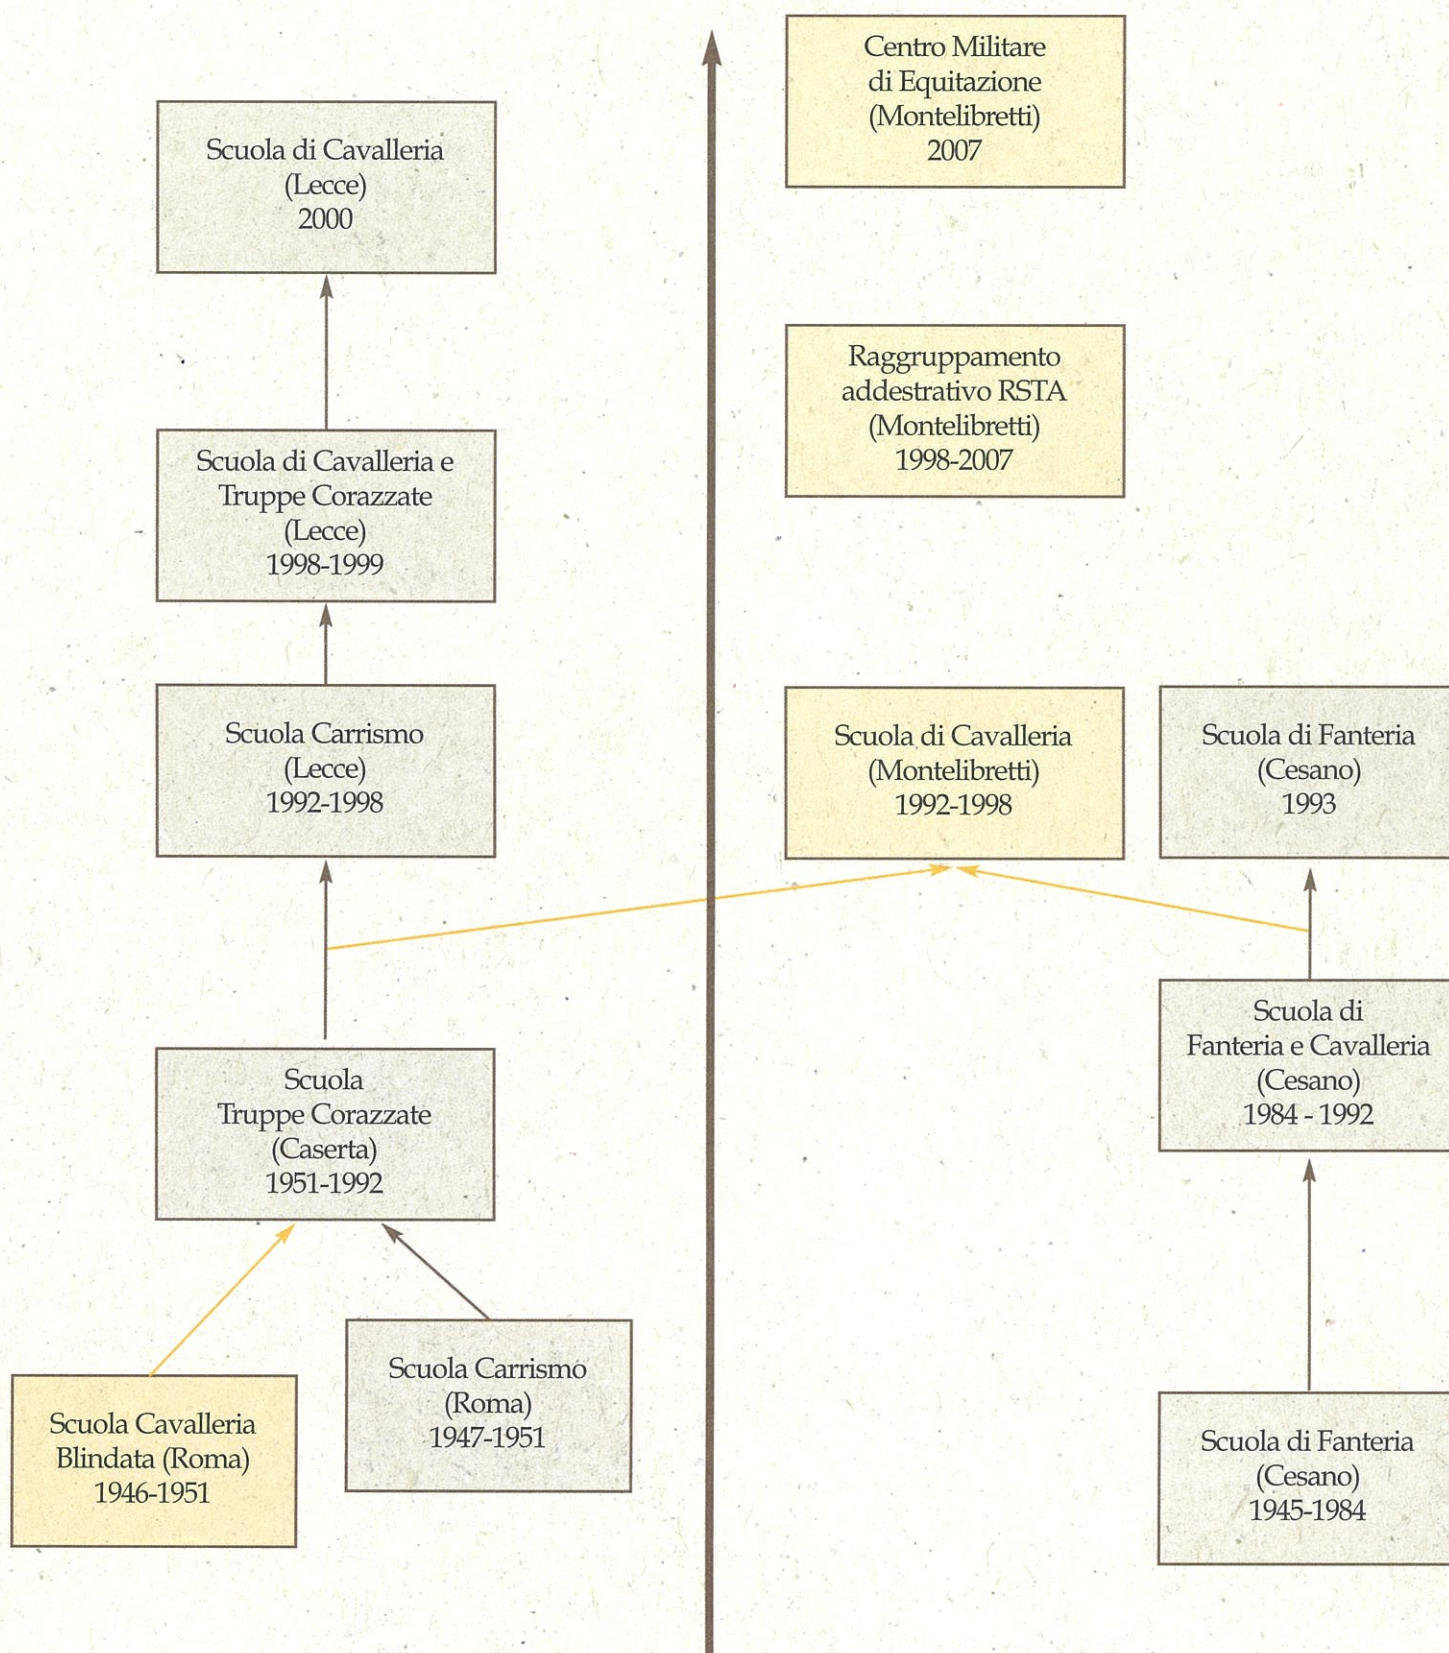 Centro Militare
di Equitazione
(Montelibretti)
2007
Scuola di Cavalleria
(Lecce)
2000
Raggruppamento
addestrativo RSTA
(Montelibretti)
1998-2007
Scuola di Cavalleria e
Truppe Corazzate
(Lecce)
1998-1999
Scuola Carrismo
(Lecce)
1992-1998
Scuola di Cavalleria
(Montelibretti)
1992-1998
Scuola di Fanteria
(Cesano)
1993
Scuola di
Fanteria e Cavalleria
(Cesano)
1984 - 1992
Scuola
Truppe Corazzate
(Caserta)
1951-1992
Scuola Carrismo
(Roma)
1947-1951
Scuola Cavalleria
Blindata (Roma)
1946-1951
Scuola di Fanteria
(Cesano)
1945-1984